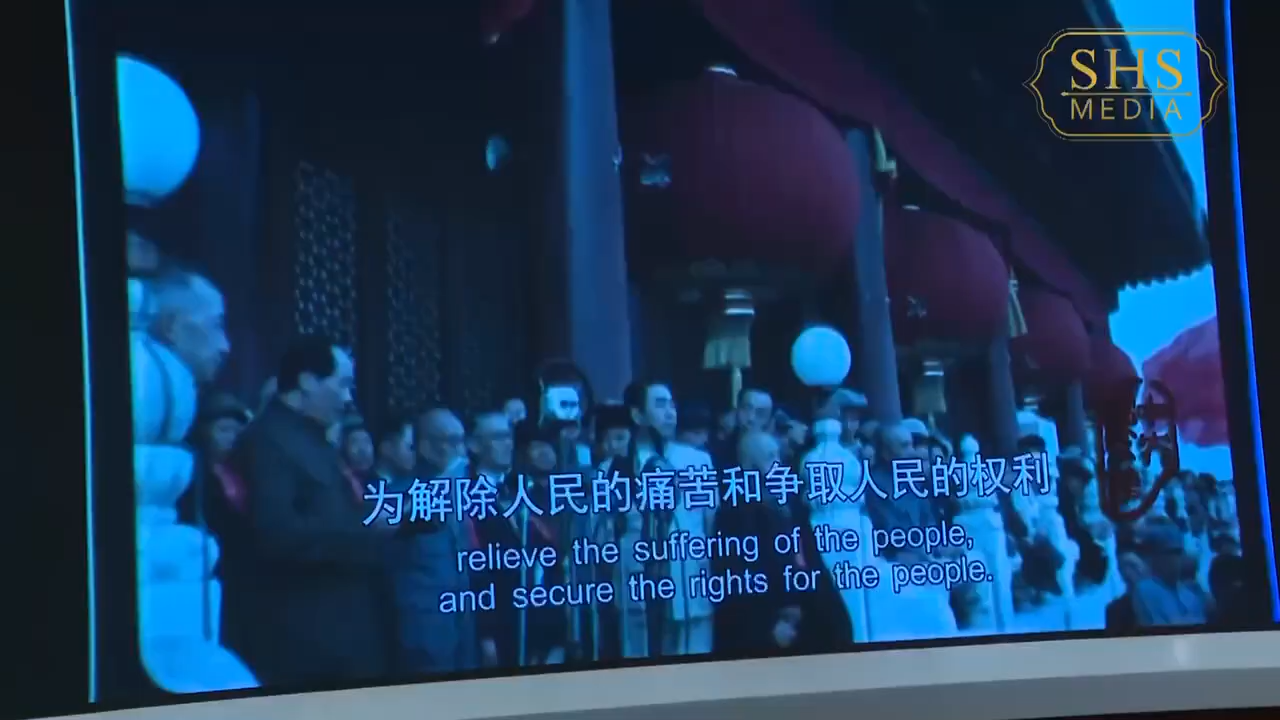 SHS
MEDIA
为解除人民的痛苦和争取人民的权利
relieve the suffering of the people,
and secure the rights for the people.